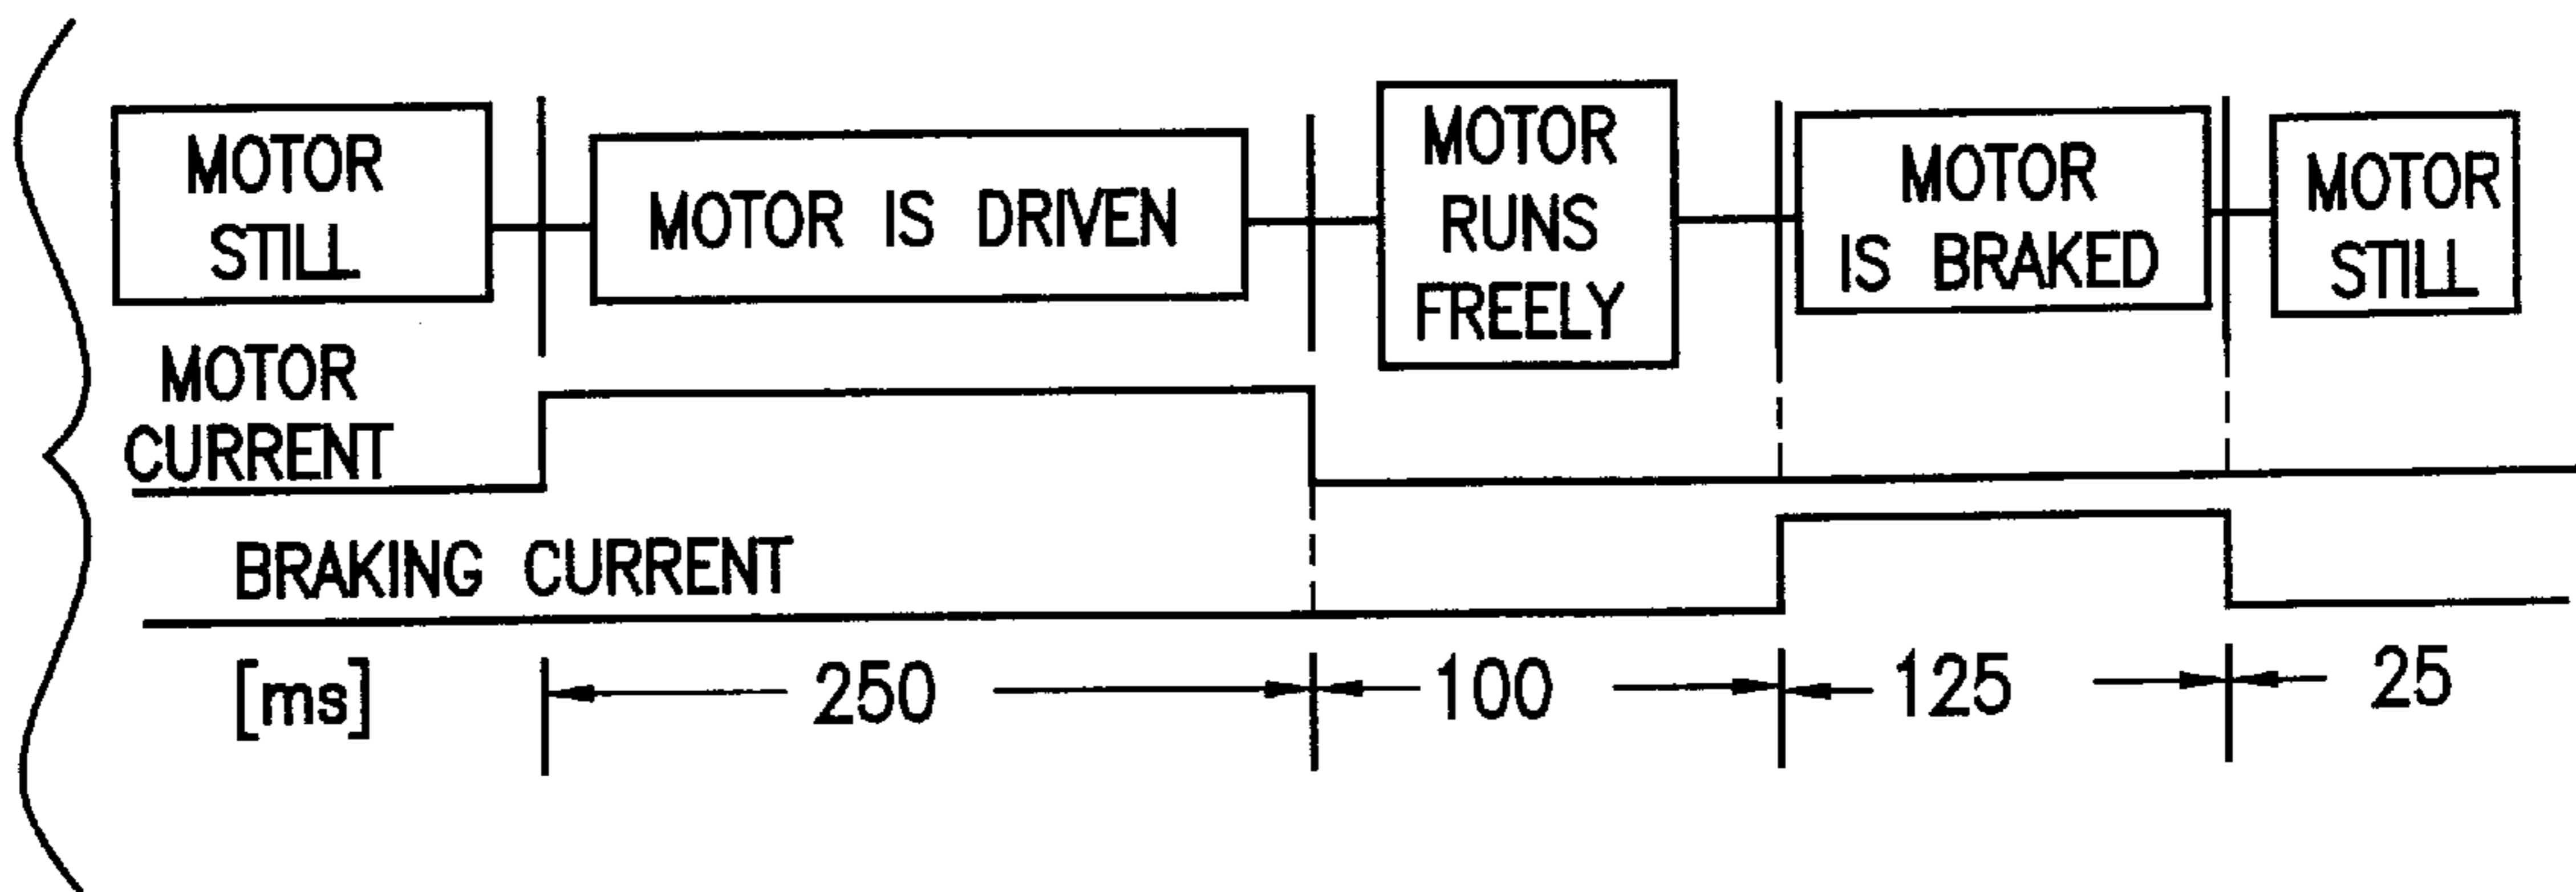 MOTOR
STILL
MOTOR IS DRIVEN
MOTOR
RUNS
FREELY
MOTOR
IS BRAKED
MOTOR
STILL
MOTOR
CURRENT
BRAKING CURRENT
[ms] 250 100 125 25